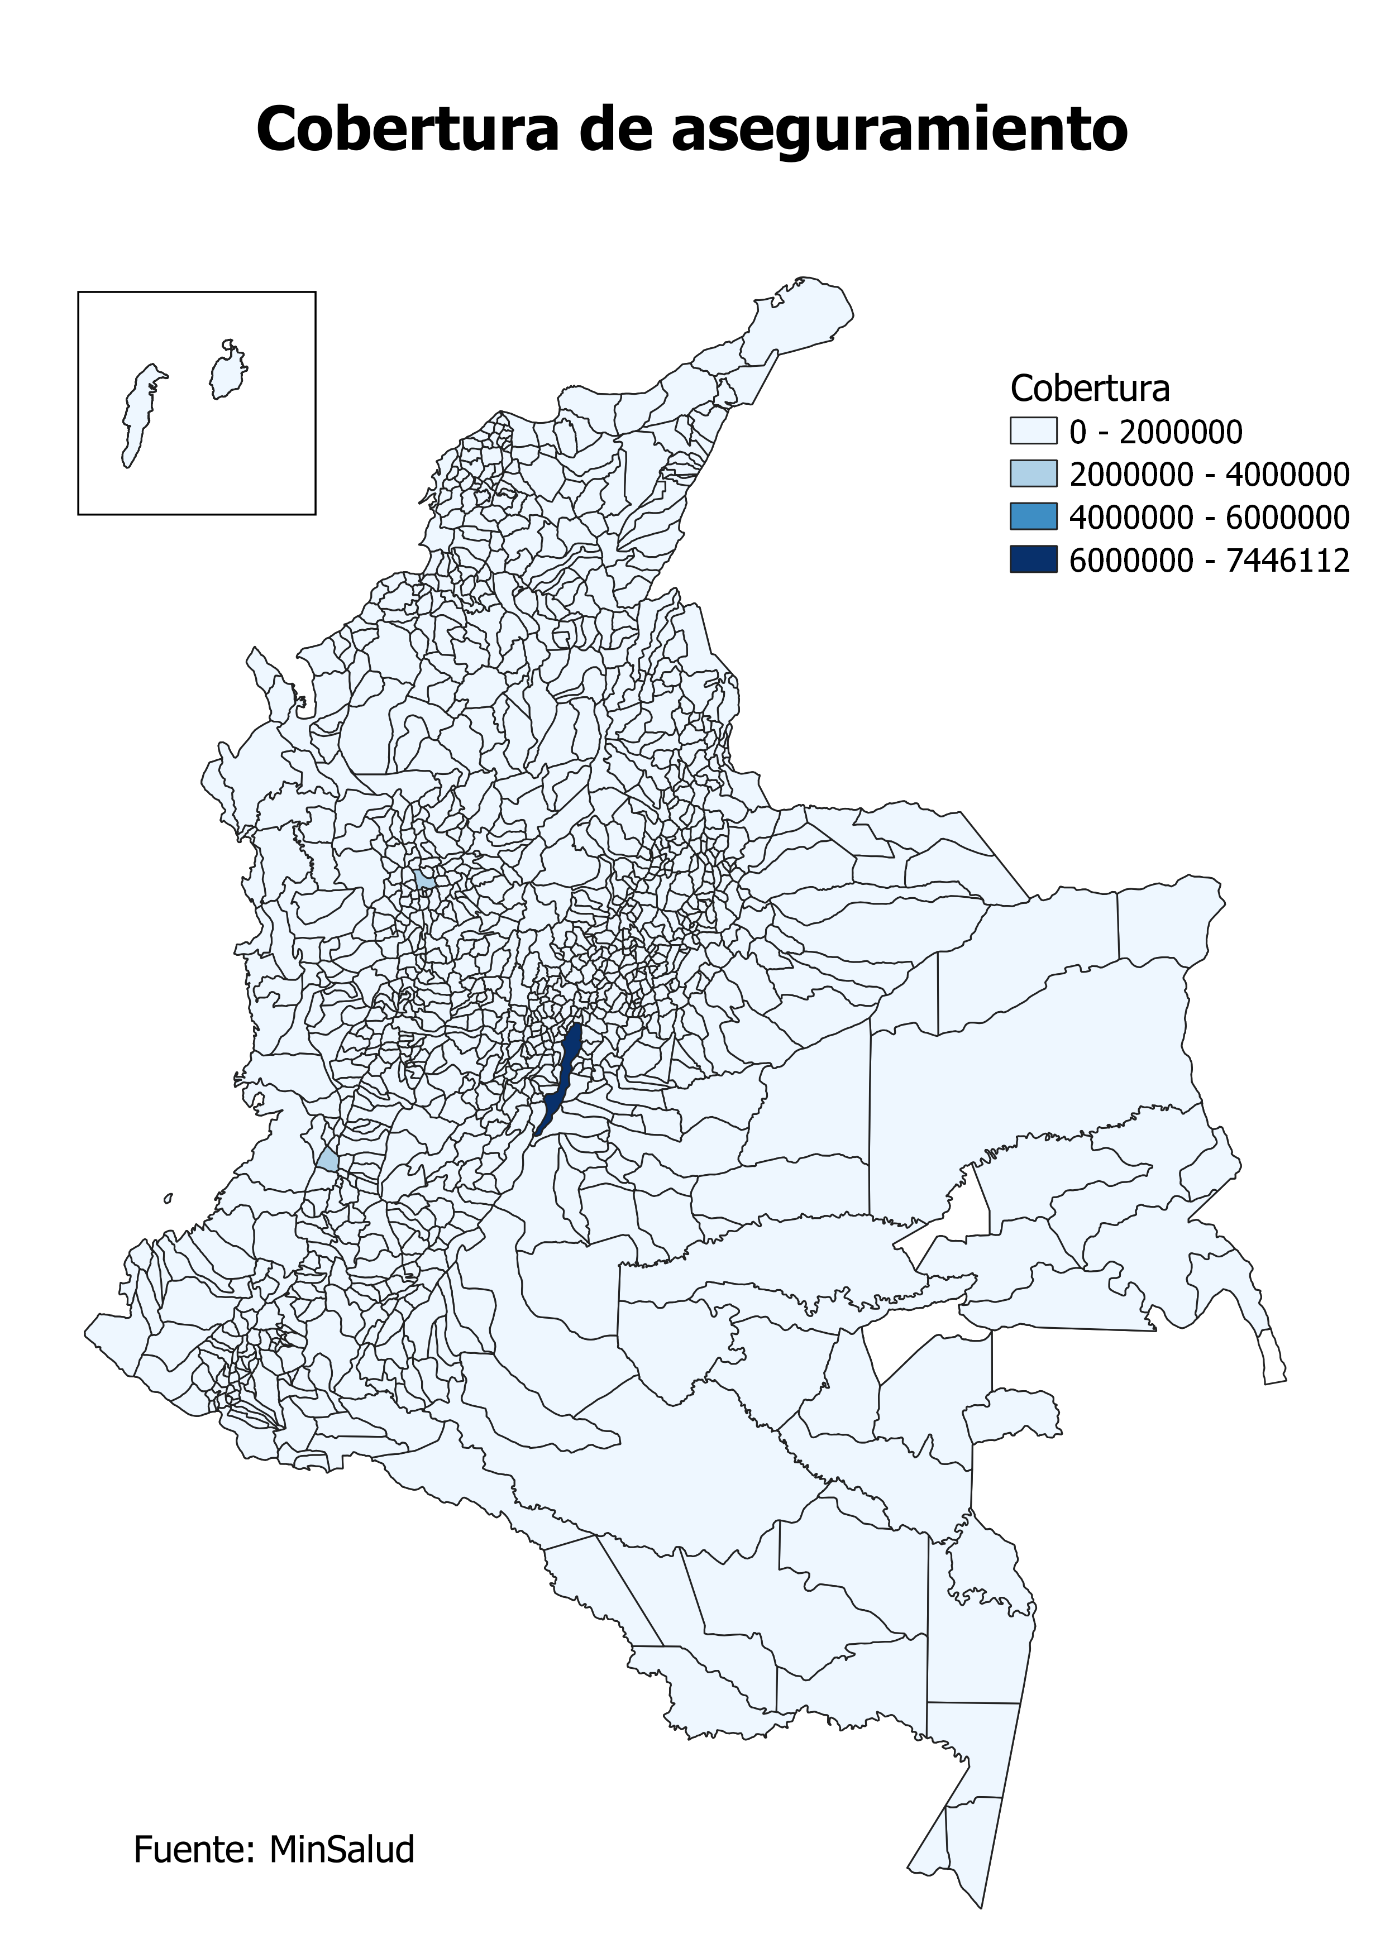 Cobertura de aseguramiento
Cobertura
0 - 2000000
2000000 - 4000000
4000000 - 6000000
6000000 - 7446112
Fuente: MinSalud